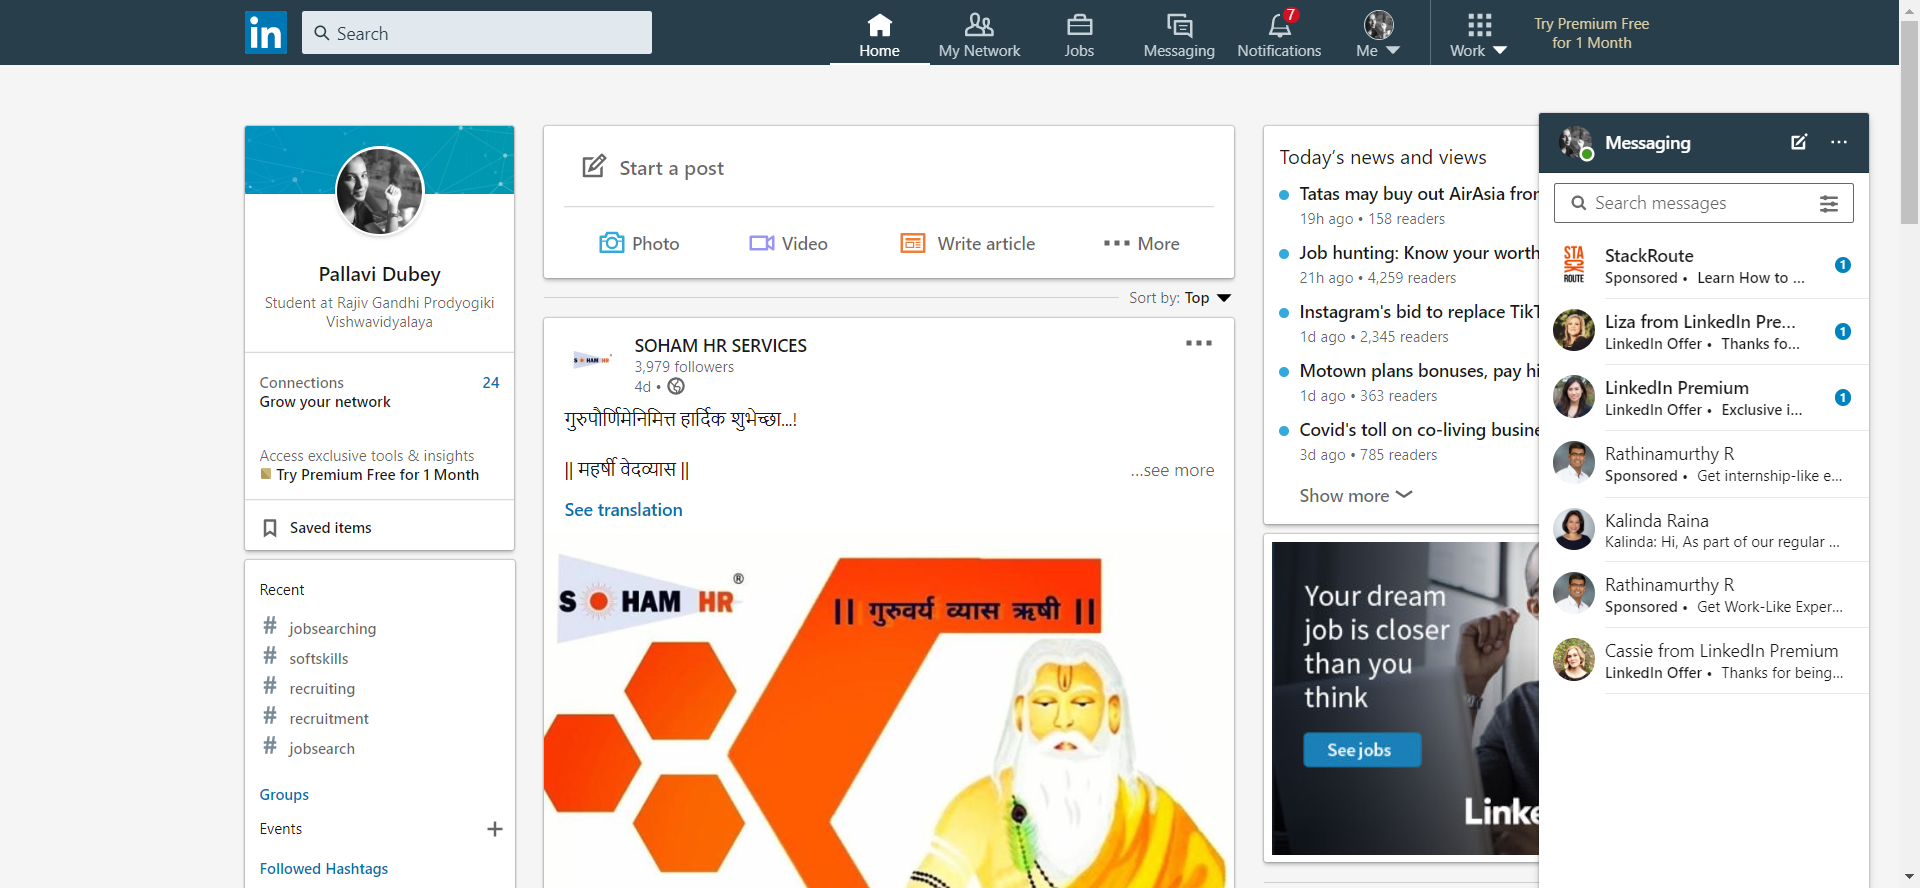 in
Search
Home
My Network
Jobs
Messaging
7
Notifications
Me
Work
Try Premium Free
for 1 Month
Pallavi Dubey
Student at Rajiv Gandhi Prodyogiki
Vishwavidyalaya
Connections 24
Grow your network
Access exclusive tools & insights
Try Premium Free for 1 Month
Saved items
Recent
# jobsearching
# softskills
# recruiting
# recruitment
# jobsearch
Groups
Events +
Followed Hashtags
Start a post
Photo
Video
Write article
More
Sort by: Top
SOHAM HR
SOHAM HR SERVICES
3,979 followers
4d •
गुरुपौर्णिमेनिमित्त हार्दिक शुभेच्छा...!
|| महर्षी वेदव्यास ||
...see more
See translation
SOHAM HR ®
|| गुरुवर्य व्यास ऋषी ||
Today's news and views
Tatas may buy out AirAsia from
19h ago • 158 readers
Job hunting: Know your worth
21h ago • 4,259 readers
Instagram's bid to replace TikT
1d ago • 2,345 readers
Motown plans bonuses, pay hi
1d ago • 363 readers
Covid's toll on co-living busine
3d ago • 785 readers
Show more
Your dream
job is closer
than you
think
See jobs
Linke
Messaging
Search messages
STACKROUTE
StackRoute
Sponsored • Learn How to ...
1
Liza from LinkedIn Pre...
LinkedIn Offer • Thanks fo...
1
LinkedIn Premium
LinkedIn Offer • Exclusive i...
1
Rathinamurthy R
Sponsored • Get internship-like e...
Kalinda Raina
Kalinda: Hi, As part of our regular ...
Rathinamurthy R
Sponsored • Get Work-Like Exper...
Cassie from LinkedIn Premium
LinkedIn Offer • Thanks for being...